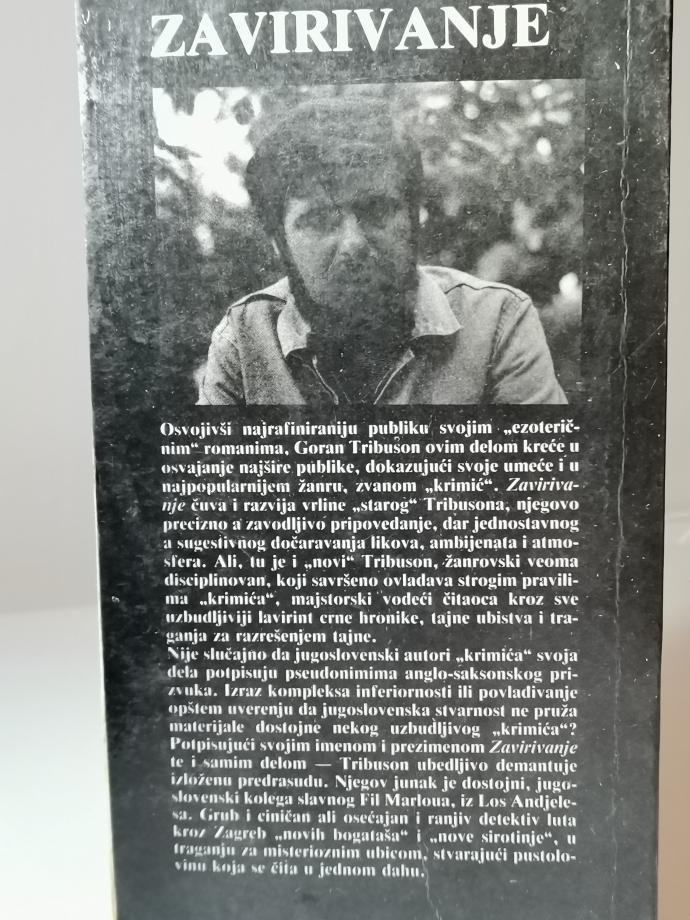 ZAVIRIVANJE
Osvojivši najrafiniraniju publiku svojim „ezoterič-
nim“ romanima, Goran Tribuson ovim delom kreće u
osvajanje najšire publike, dokazujući svoje umeće i u
najpopularnijem žanru, zvanom „krimić“. Zaviriva-
nje čuva i razvija vrline „starog“ Tribusona, njegovo
precizno a zavodljivo pripovedanje, dar jednostavnog
a sugestivnog dočaravanja likova, ambijenata i atmo-
sfera. Ali, tu je i „novi“ Tribuson, žanrovski veoma
disciplinovan, koji savršeno ovladava strogim pravili-
ma „krimića“, majstorski vodeći čitaoca kroz sve
uzbudljiviji lavirint crne hronike, tajne ubistva i tra-
ganja za razrešenjem tajne.
Nije slučajno da jugoslovenski autori „krimića“ svoja
dela potpisuju pseudonimima anglo-saksonskog pri-
zvuka. Izraz kompleksa inferiornosti ili povlađivanje
opštem uverenju da jugoslovenska stvarnost ne pruža
materijale dostojne nekog uzbudljivog „krimića“?
Potpisujući svojim imenom i prezimenom Zavirivanje
te i samim delom — Tribuson ubedljivo demantuje
izloženu predrasudu. Njegov junak je dostojni, jugo-
slovenski kolega slavnog Fil Marloua, iz Los Andjele-
sa. Grub i ciničan ali osećajan i ranjiv detektiv luta
kroz Zagreb „novih bogataša“ i „nove sirotinje“, u
traganju za misterioznim ubicom, stvarajući pustolo-
vinu koja se čita u jednom dahu.